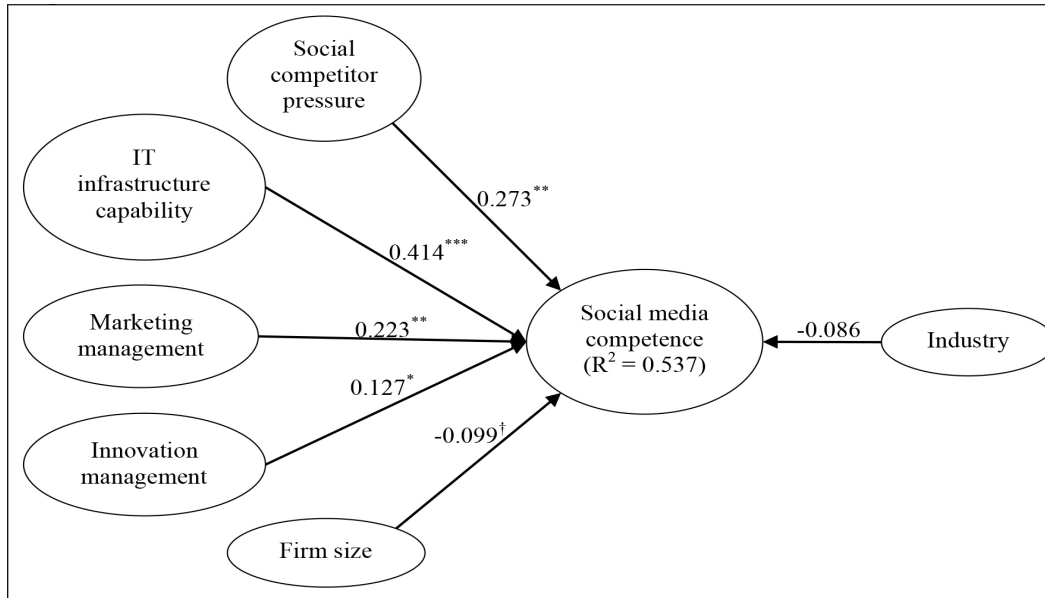 Social
competitor
pressure
IT
infrastructure
capability
0.273**
0.414***
Marketing
management
0.223**
Social media
competence
(R² = 0.537)
-0.086
Industry
0.127*
Innovation
management
-0.099†
Firm size